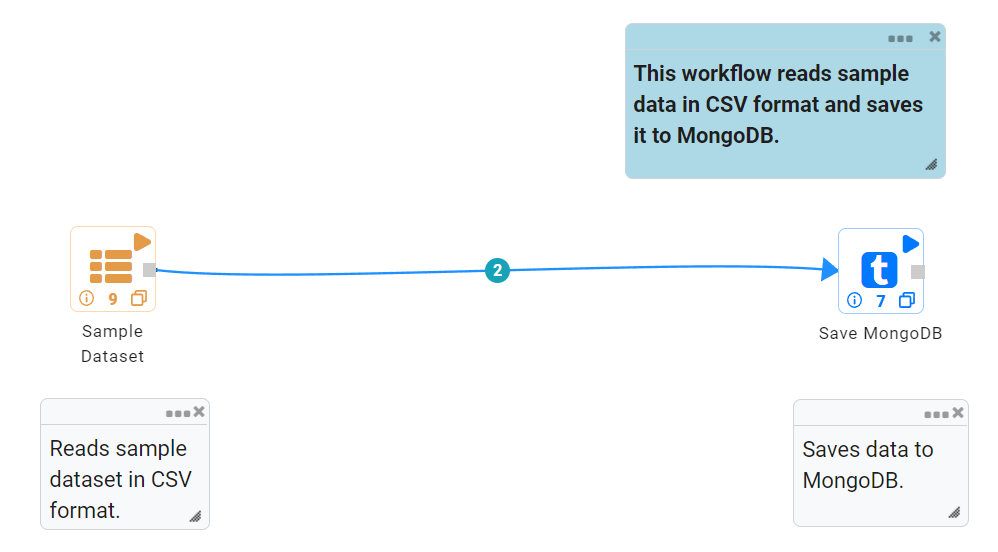 This workflow reads sample
data in CSV format and saves
it to MongoDB.
2
9
Sample
Dataset
t
7
Save MongoDB
Reads sample
dataset in CSV
format.
Saves data to
MongoDB.